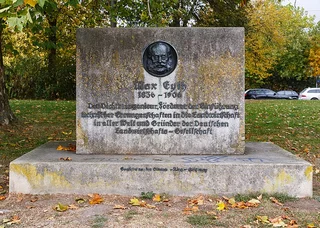 Max Eyth
1836 - 1906
Dem Dichteringenieur, Förderer der Einführung
technischer Errungenschaften in die Landwirtschaft
in aller Welt und Gründer der Deutschen
Landwirtschafts-Gesellschaft